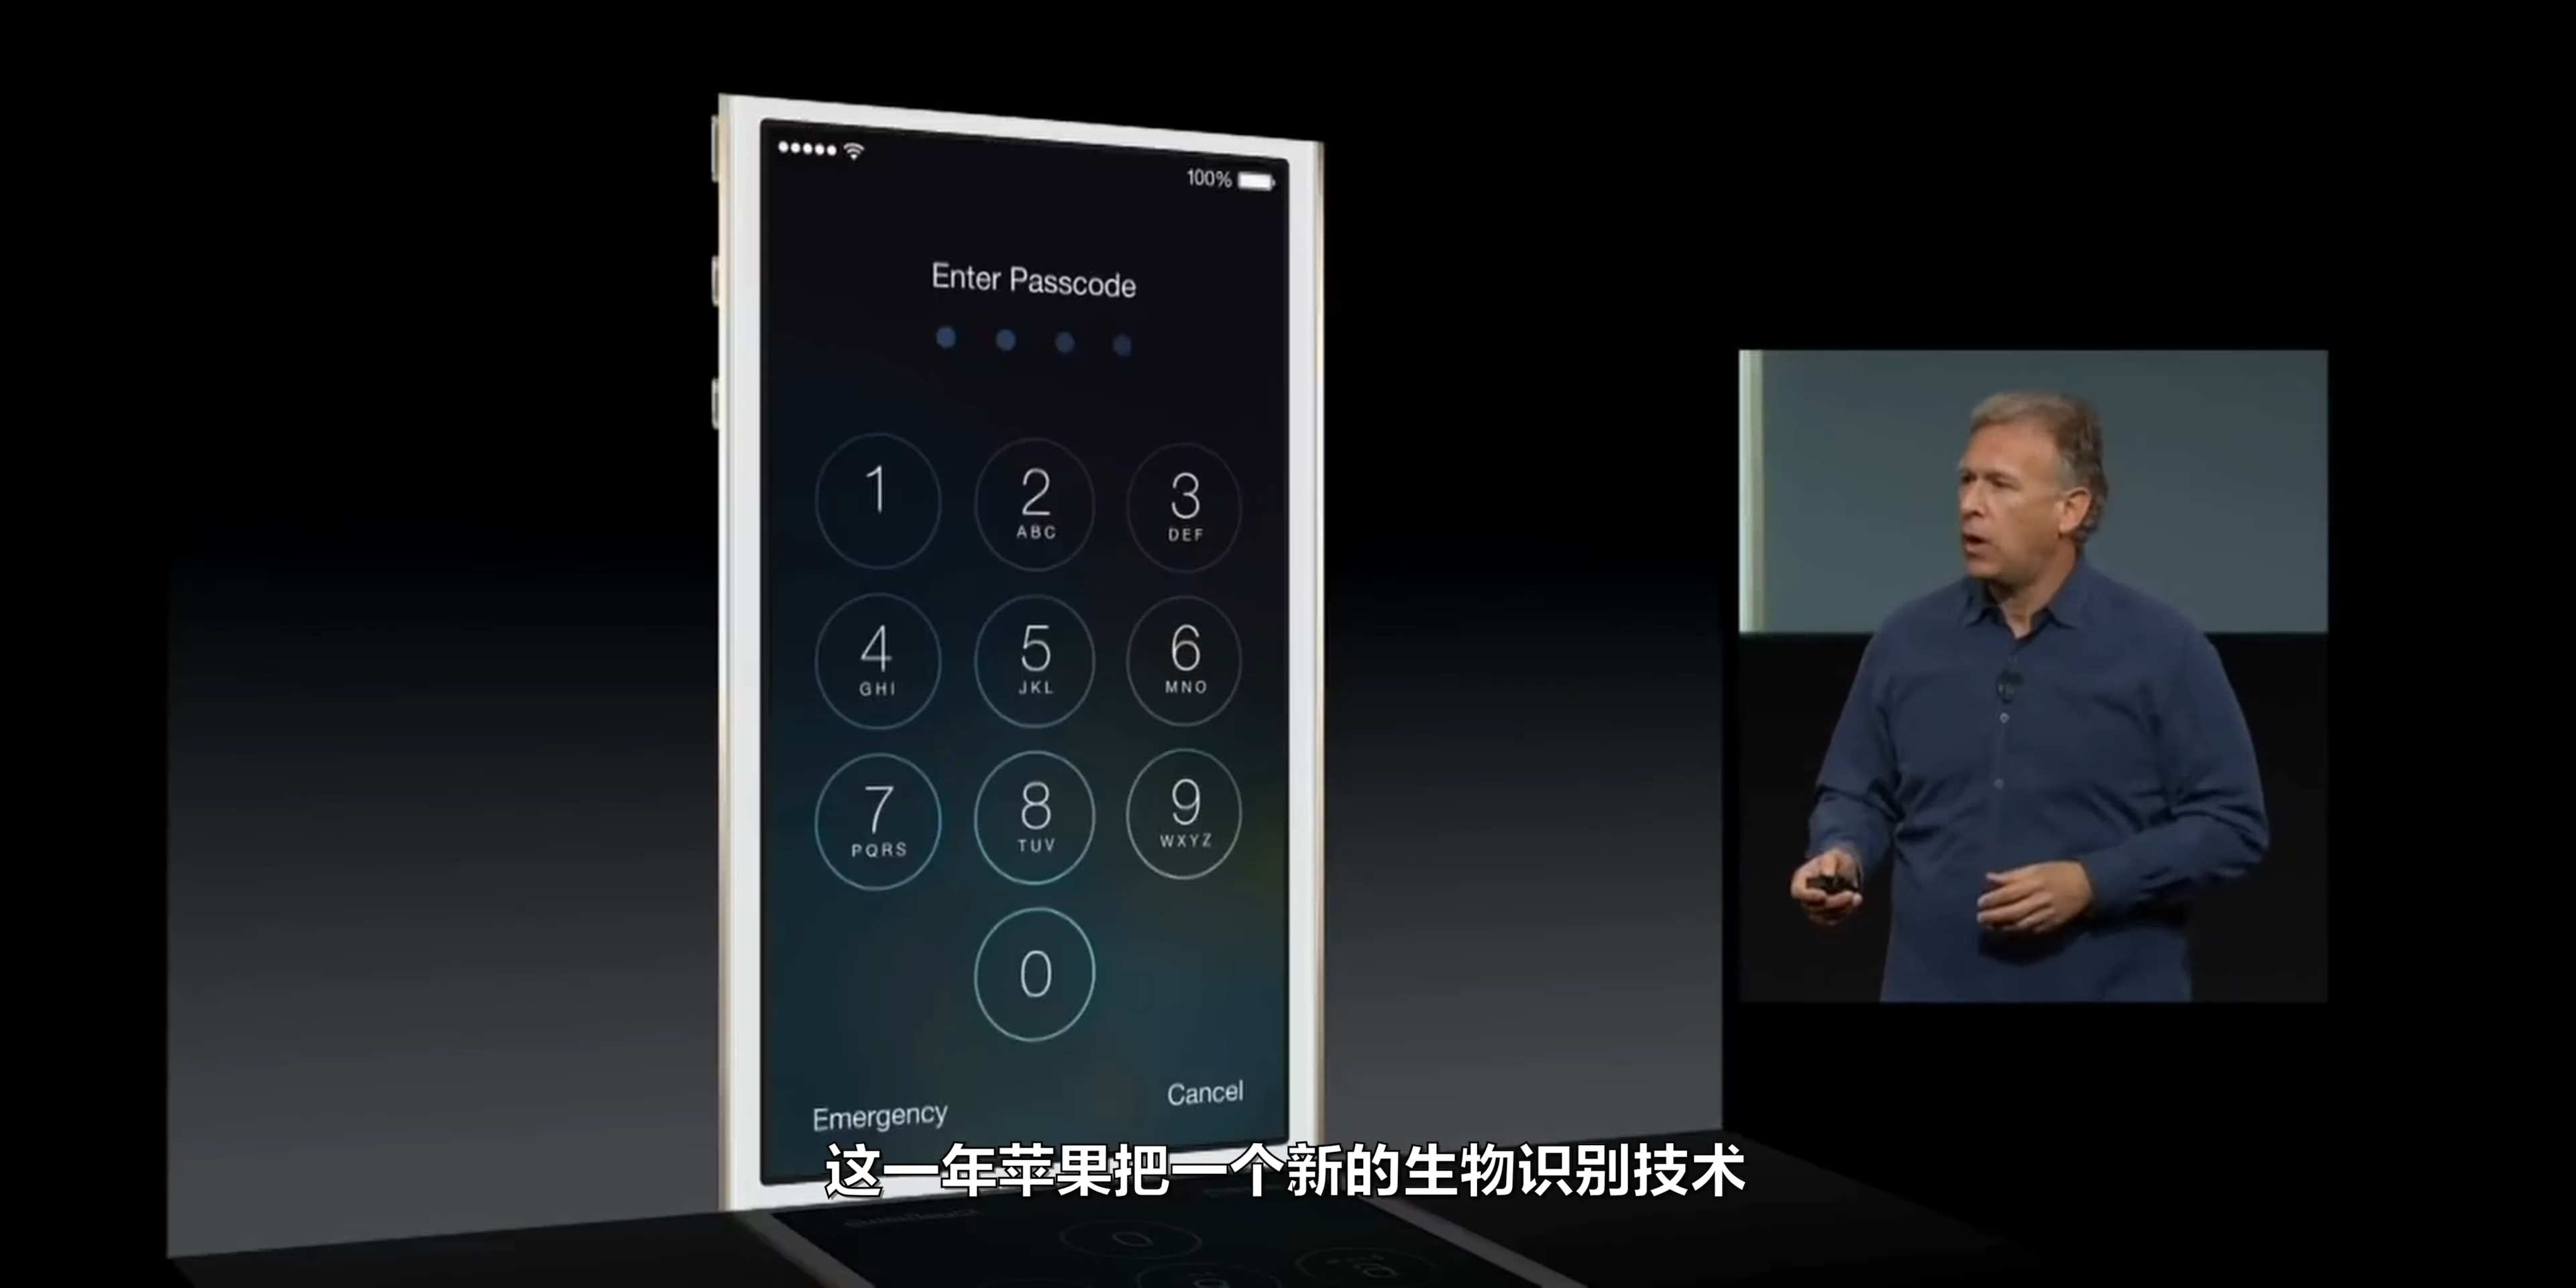 100%
Enter Passcode
1 2 3
ABC DEF
4 5 6
GHI JKL MNO
7 8 9
PQRS TUV WXYZ
0
Emergency Cancel
这一年苹果把一个新的生物识别技术